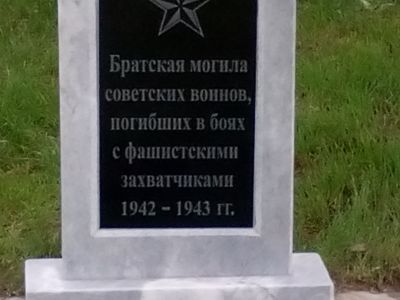 Братская могила
советских воинов,
погибших в боях
с фашистскими
захватчиками
1942 – 1943 гг.